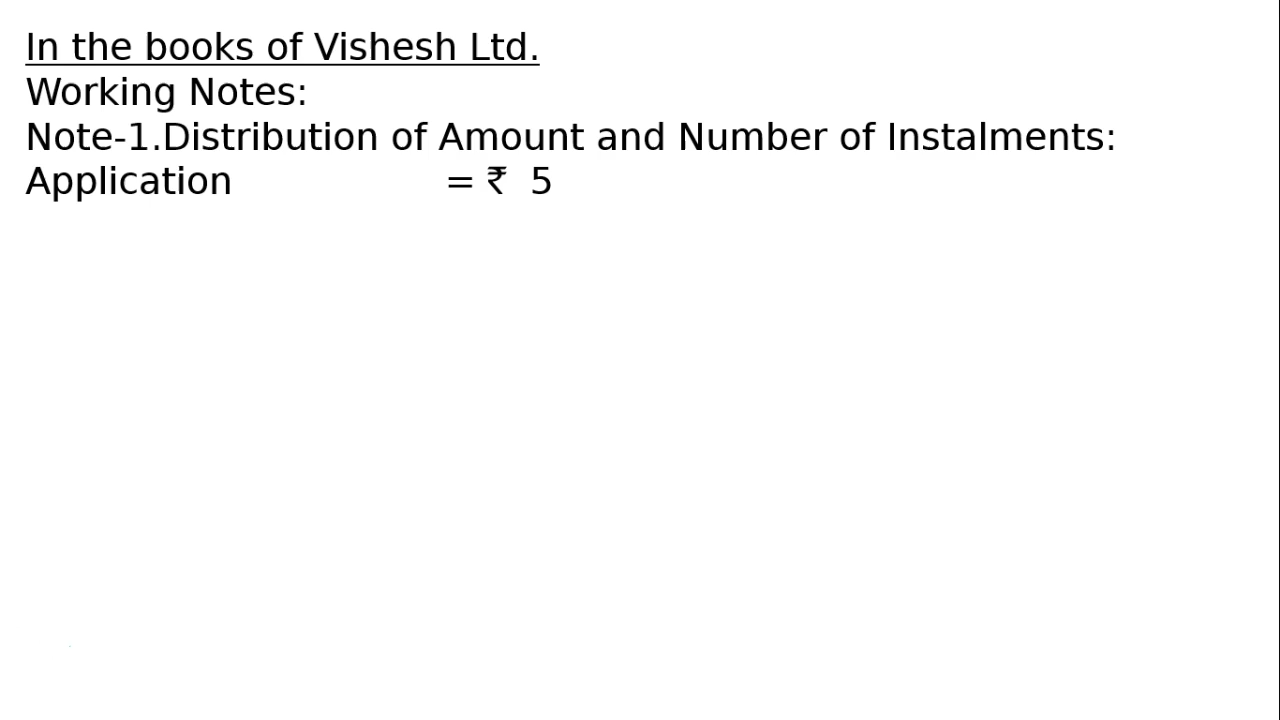 In the books of Vishesh Ltd.
Working Notes:
Note-1.Distribution of Amount and Number of Instalments:
Application = ₹ 5